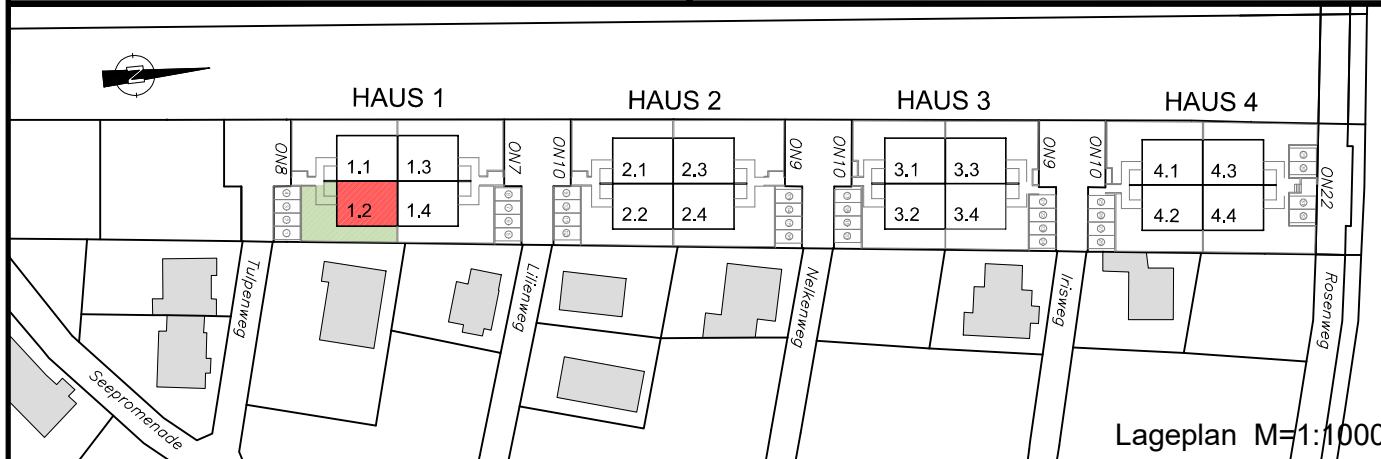 N
HAUS 1
HAUS 2
HAUS 3
HAUS 4
ON8
ON7
ON10
ON9
ON10
ON9
ON10
ON22
1.1
1.3
2.1
2.3
3.1
3.3
4.1
4.3
1.2
1.4
2.2
2.4
3.2
3.4
4.2
4.4
Tulpenweg
Lilienweg
Nelkenweg
Irisweg
Rosenweg
Seepromenade
Lageplan M=1:1000